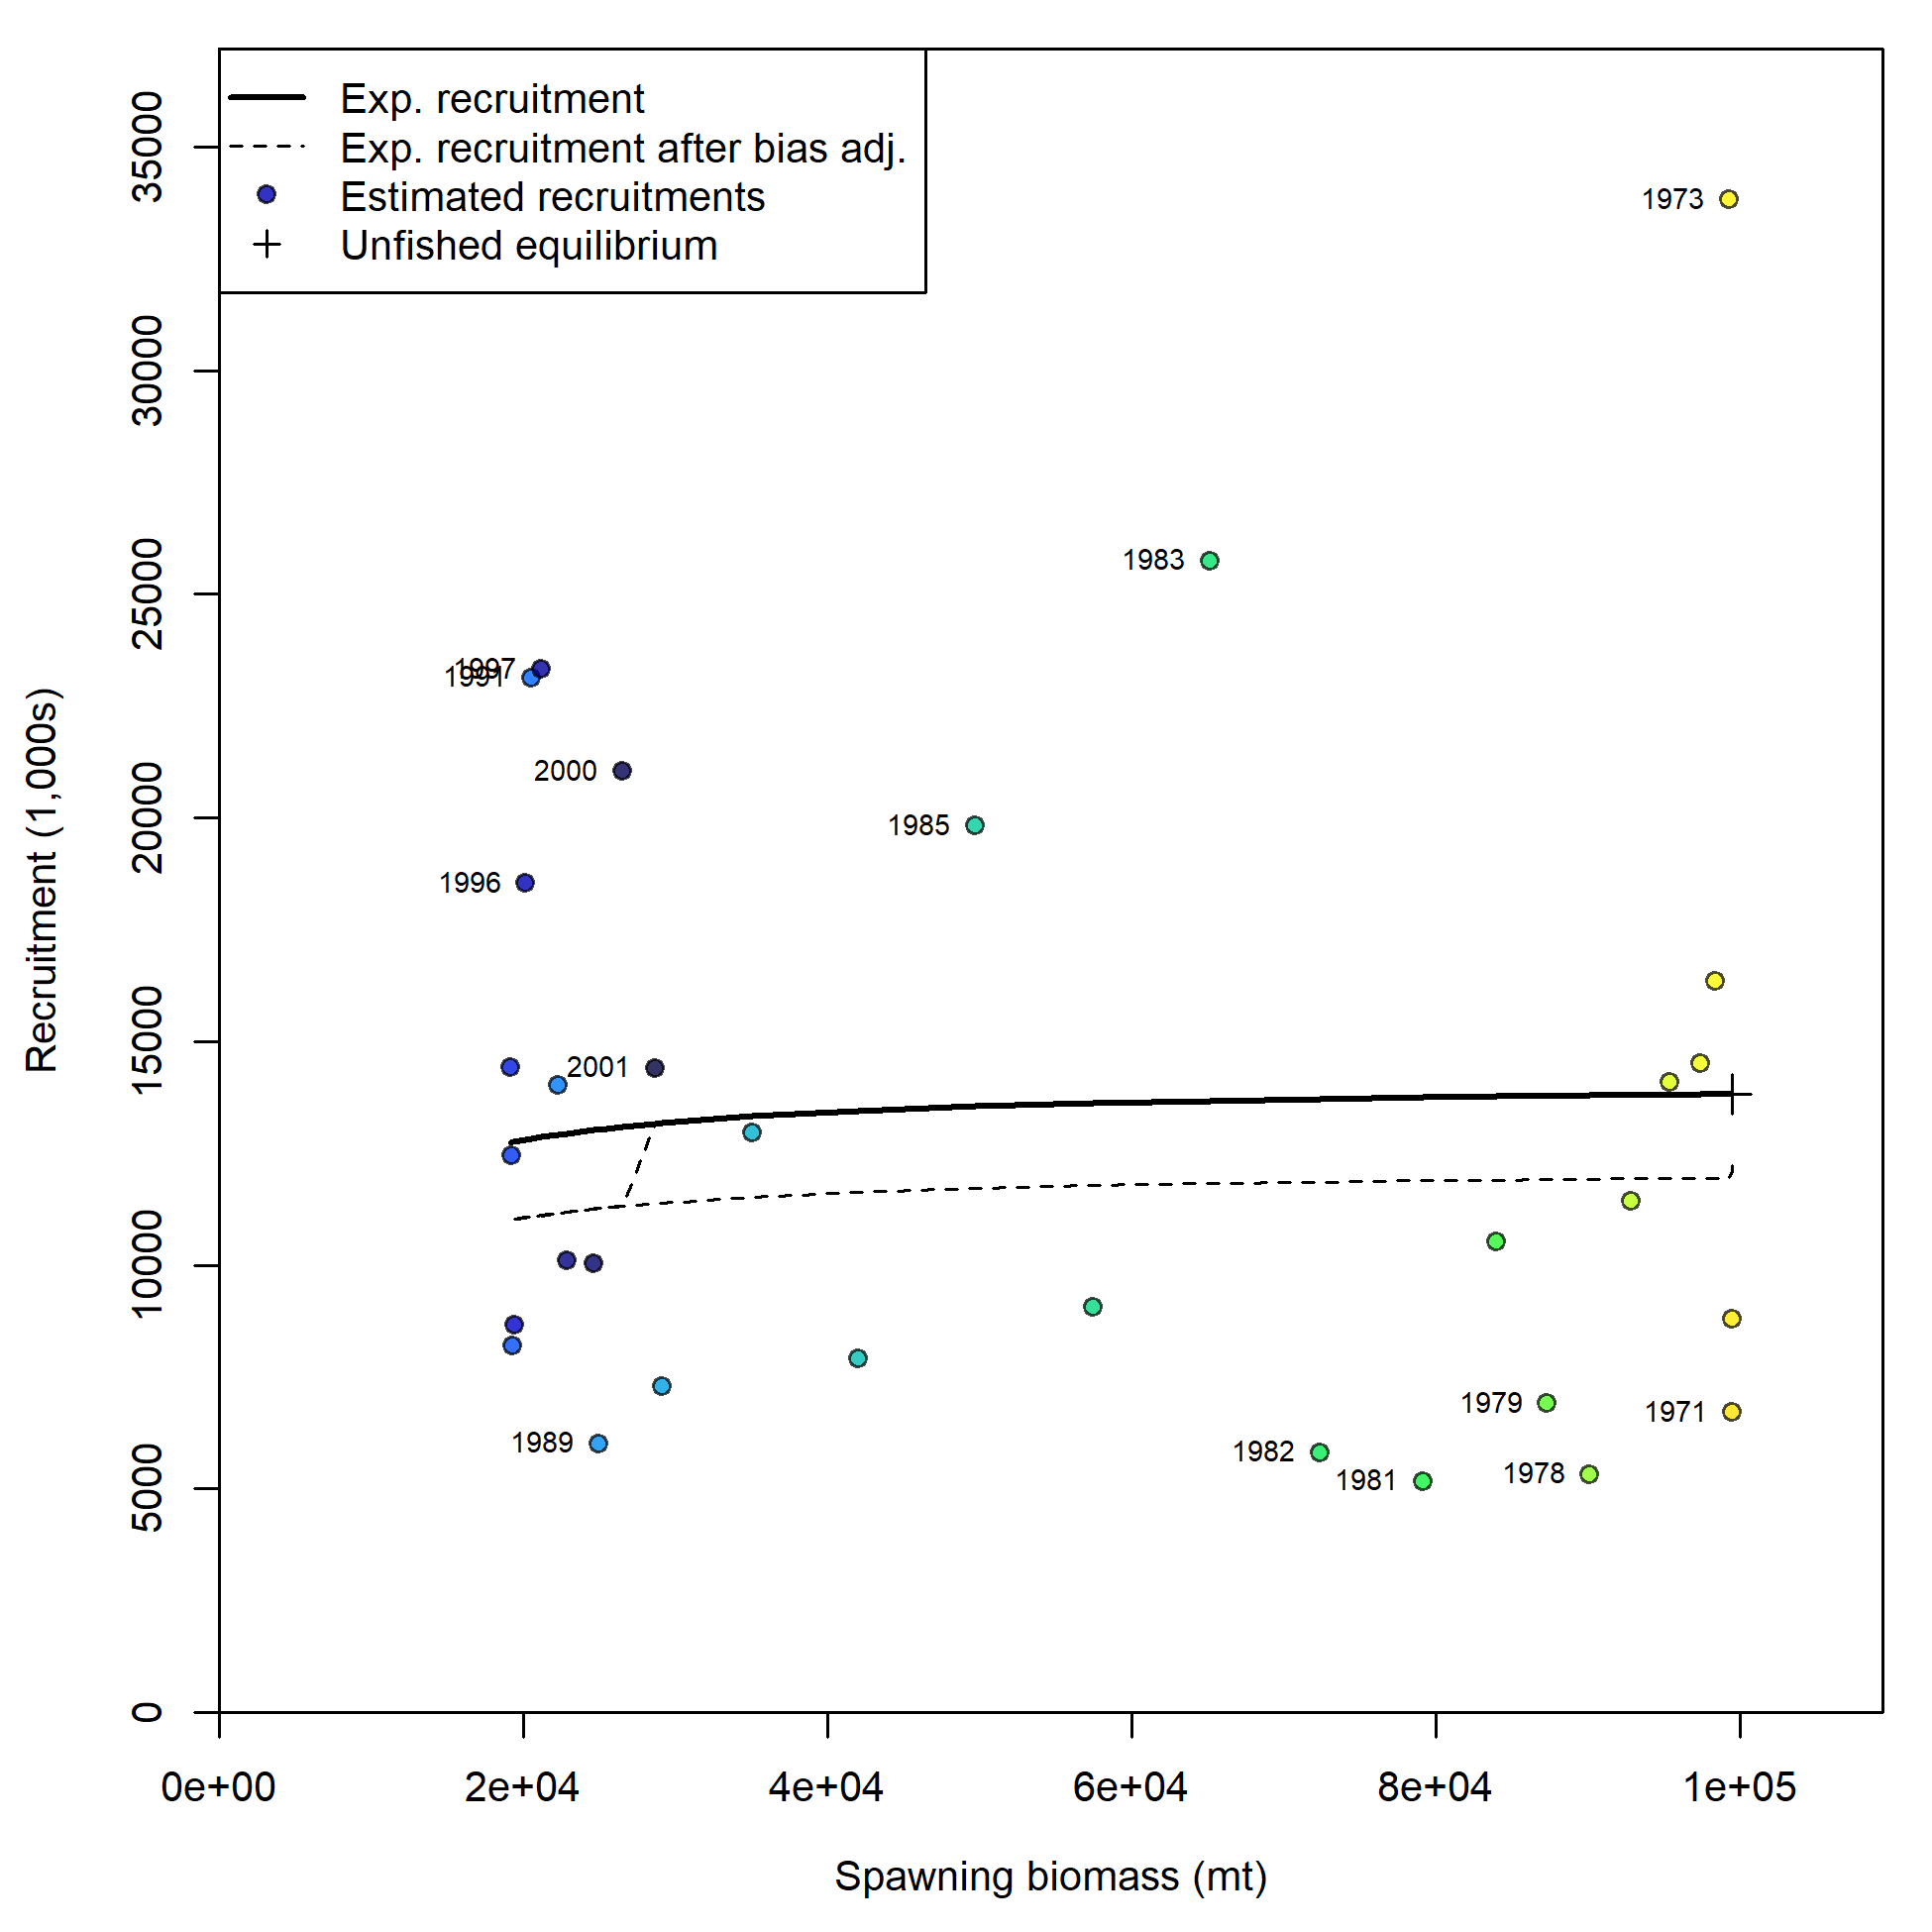 Exp. recruitment
Exp. recruitment after bias adj.
Estimated recruitments
Unfished equilibrium
35000
30000
25000
20000
15000
10000
5000
0
Recruitment (1,000s)
1973
1983
1997
1991
2000
1985
1996
2001
1979
1971
1989
1982
1978
1981
0e+00
2e+04
4e+04
6e+04
8e+04
1e+05
Spawning biomass (mt)